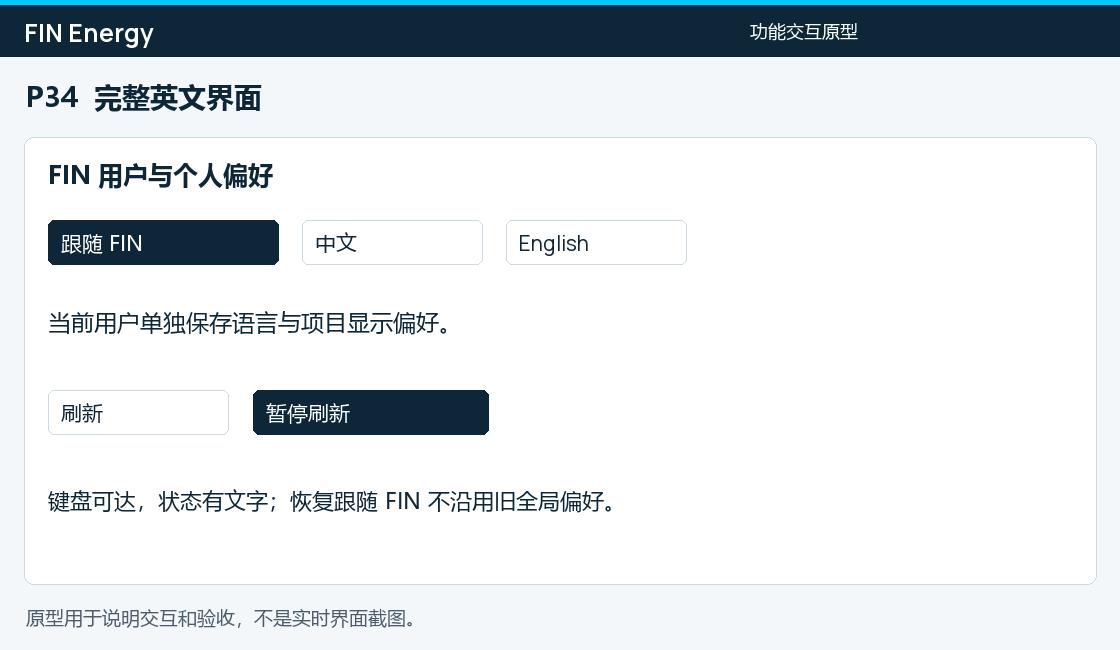 FIN Energy
功能交互原型
P34 完整英文界面
FIN 用户与个人偏好
跟随 FIN
中文
English
当前用户单独保存语言与项目显示偏好。
刷新
暂停刷新
键盘可达，状态有文字；恢复跟随 FIN 不沿用旧全局偏好。
原型用于说明交互和验收，不是实时界面截图。